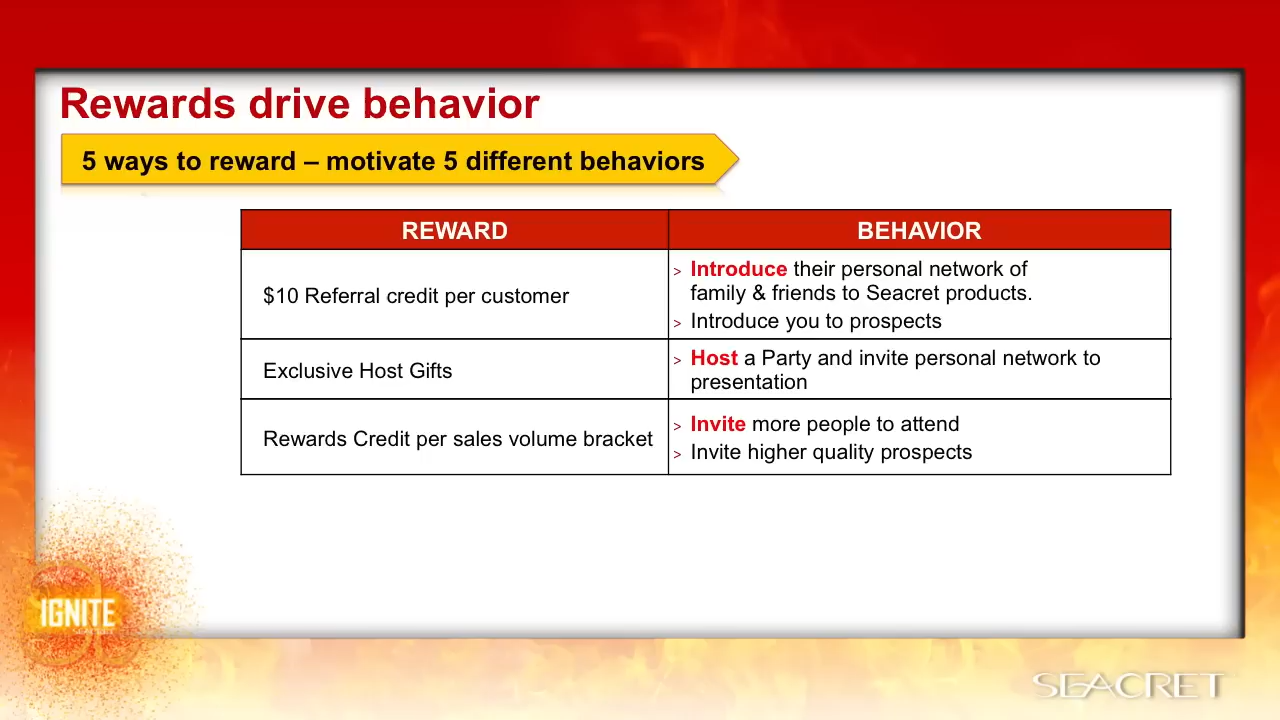 Rewards drive behavior
5 ways to reward – motivate 5 different behaviors
REWARD
BEHAVIOR
$10 Referral credit per customer
> Introduce their personal network of
family & friends to Seacret products.
> Introduce you to prospects
Exclusive Host Gifts
> Host a Party and invite personal network to
presentation
Rewards Credit per sales volume bracket
> Invite more people to attend
> Invite higher quality prospects
IGNITE
SEACRET
SEACRET